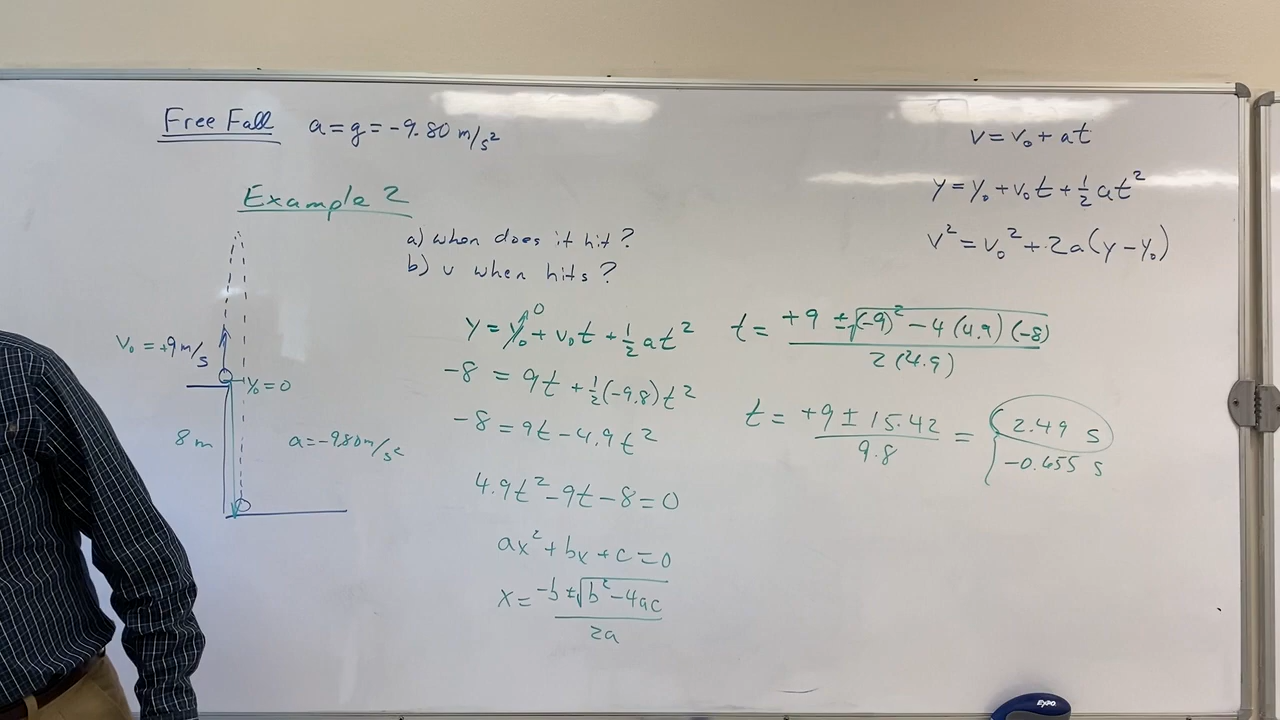 Free Fall a = g = -9.80 m/s²
Example 2
a) when does it hit?
b) v when hits?
v₀ = +9 m/s
y₀ = 0
8 m
a = -9.80 m/s²
y = y₀ + v₀t + ½at²
0
-8 = 9t + ½(-9.8)t²
-8 = 9t - 4.9t²
4.9t² - 9t - 8 = 0
ax² + bx + c = 0
x = (-b ± √(b² - 4ac)) / 2a
v = v₀ + at
y = y₀ + v₀t + ½at²
v² = v₀² + 2a(y - y₀)
t = (+9 ± √((-9)² - 4(4.9)(-8))) / 2(4.9)
t = (+9 ± 15.42) / 9.8 = { 2.49 s
-0.655 s
EXPO